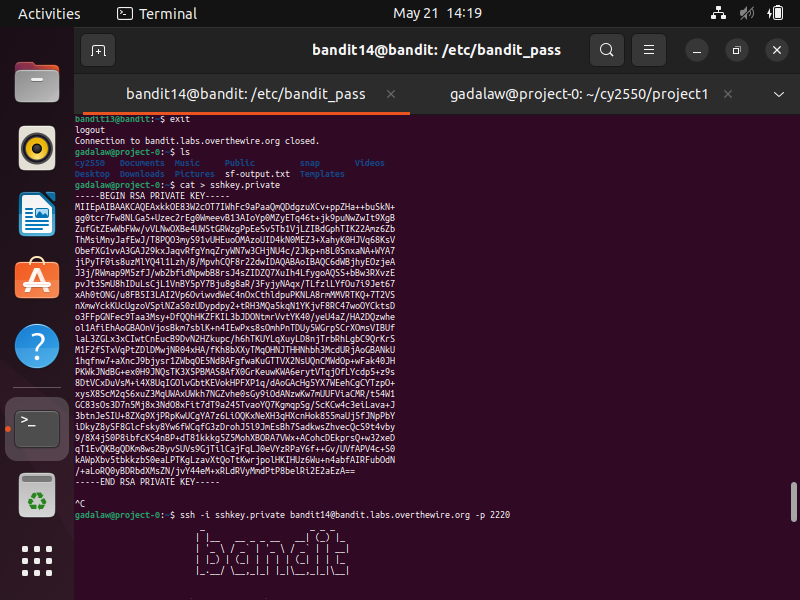 Activities
Terminal
May 21 14:19
bandit14@bandit: /etc/bandit_pass
bandit14@bandit: /etc/bandit_pass ×
gadalaw@project-0: ~/cy2550/project1 ×
bandit13@bandit:~$ exit
logout
Connection to bandit.labs.overthewire.org closed.
gadalaw@project-0:~$ ls
cy2550 Documents Music Public snap Videos
Desktop Downloads Pictures sf-output.txt Templates
gadalaw@project-0:~$ cat > sshkey.private
-----BEGIN RSA PRIVATE KEY-----
MIIEpAIBAAKCAQEAxkkOE83W2cOT7IWhFc9aPaaQmQDdgzuXCv+ppZHa++buSkN+
gg0tcr7Fw8NLGa5+Uzec2rEg0WmeevB13AIoYp0MZyETq46t+jk9puNwZwIt9XgB
ZufGtZEwWbFWw/vVLNwOXBe4UWStGRWzgPpEeSv5Tb1VjLZIBdGphTIK22Amz6Zb
ThMsiMnyJafEwJ/T8PQO3myS91vUHEuoOMAzoUID4kN0MEZ3+XahyK0HJVq68KsV
ObefXG1vvA3GAJ29kxJaqvRfgYnqZryWN7w3CHjNU4c/2Jkp+n8L0SnxaNA+WYA7
jiPyTF0is8uzMlYQ4l1Lzh/8/MpvhCQF8r22dwIDAQABAoIBAQC6dWBjhyEOzjeA
J3j/RWmap9M5zfJ/wb2bfidNpwbB8rsJ4sZIDZQ7XuIh4LfygoAQSS+bBw3RXvzE
pvJt3SmU8hIDuLsCjL1VnBY5pY7Bju8g8aR/3FyjyNAqx/TLfzlLYfOu7i9Jet67
xAh0tONG/u8FB5I3LAI2Vp6OviwvdWeC4nOxCthldpuPKNLA8rmMMVRTKQ+7T2VS
nXmwYckKUcUgzoVSpiNZaS0zUDypdpy2+tRH3MQa5kqN1YKjvF8RC47woOYCktsD
o3FFpGNFec9Taa3Msy+DfQQhHKZFKIL3bJDONtmrVvtYK40/yeU4aZ/HA2DQzwhe
ol1AfiEhAoGBAOnVjosBkm7sblK+n4IEwPxs8sOmhPnTDUy5WGrpSCrXOmsVIBUf
laL3ZGLx3xCIwtCnEucB9DvN2HZkupc/h6hTKUYLqXuyLD8njTrbRhLgbC9QrKrS
M1F2fSTxVqPtZDlDMwjNR04xHA/fKh8bXXyTMqOHNJTHHNhbh3McdURjAoGBANkU
1hqfnw7+aXncJ9bjysr1ZWbqOE5Nd8AFgfwaKuGTTVX2NsUQnCMWdOp+wFak40JH
PKWkJNdBG+ex0H9JNQsTK3X5PBMAS8AfX0GrKeuwKWA6erytVTqjOfLYcdp5+z9s
8DtVCxDuVsM+i4X8UqIGOlvGbtKEVokHPFXP1q/dAoGAcHg5YX7WEehCgCYTzpO+
xysX8ScM2qS6xuZ3MqUWAxUWkh7NGZvhe0sGy9iOdANzwKw7mUUFViaCMR/t54W1
GC83sOs3D7n5Mj8x3NdO8xFit7dT9a245TvaoYQ7KgmqpSg/ScKCw4c3eiLava+J
3btnJeSIU+8ZXq9XjPRpKwUCgYA7z6LiOQKxNeXH3qHXcnHok855maUj5fJNpPbY
iDkyZ8ySF8GlcFsky8Yw6fWCqfG3zDrohJ5l9JmEsBh7SadkwsZhvecQcS9t4vby
9/8X4jS0P8ibfcKS4nBP+dT81kkkg5Z5MohXBORA7VWx+ACohcDEkprsQ+w32xeD
qT1EvQKBgQDKm8ws2ByvSUVs9GjTilCajFqLJ0eVYzRPaY6f++Gv/UVfAPV4c+S0
kAWpXbv5tbkkzbS0eaLPTKgLzavXtQoTtKwrjpolHKIHUz6Wu+n4abfAIRFubOdN
/+aLoRQ0yBDRbdXMsZN/jvY44eM+xRLdRVyMmdPtP8belRi2E2aEzA==
-----END RSA PRIVATE KEY-----
^C
gadalaw@project-0:~$ ssh -i sshkey.private bandit14@bandit.labs.overthewire.org -p 2220